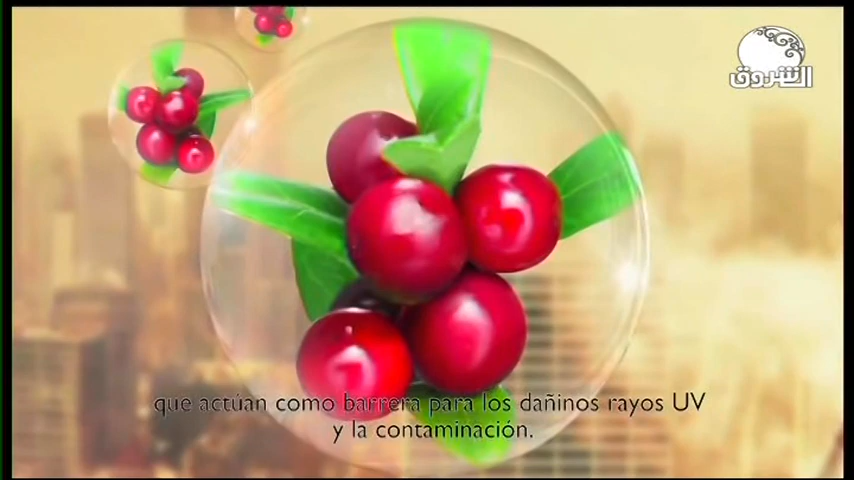 الشروق
que actúan como barrera para los dañinos rayos UV
y la contaminación.